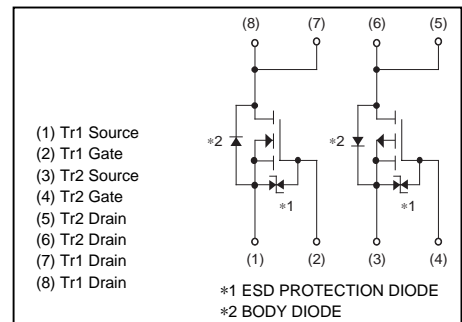 (8) (7) (6) (5)
(1) Tr1 Source
(2) Tr1 Gate
(3) Tr2 Source
(4) Tr2 Gate
(5) Tr2 Drain
(6) Tr2 Drain
(7) Tr1 Drain
(8) Tr1 Drain
∗2 ∗2
∗1 ∗1
(1) (2) (3) (4)
∗1 ESD PROTECTION DIODE
∗2 BODY DIODE